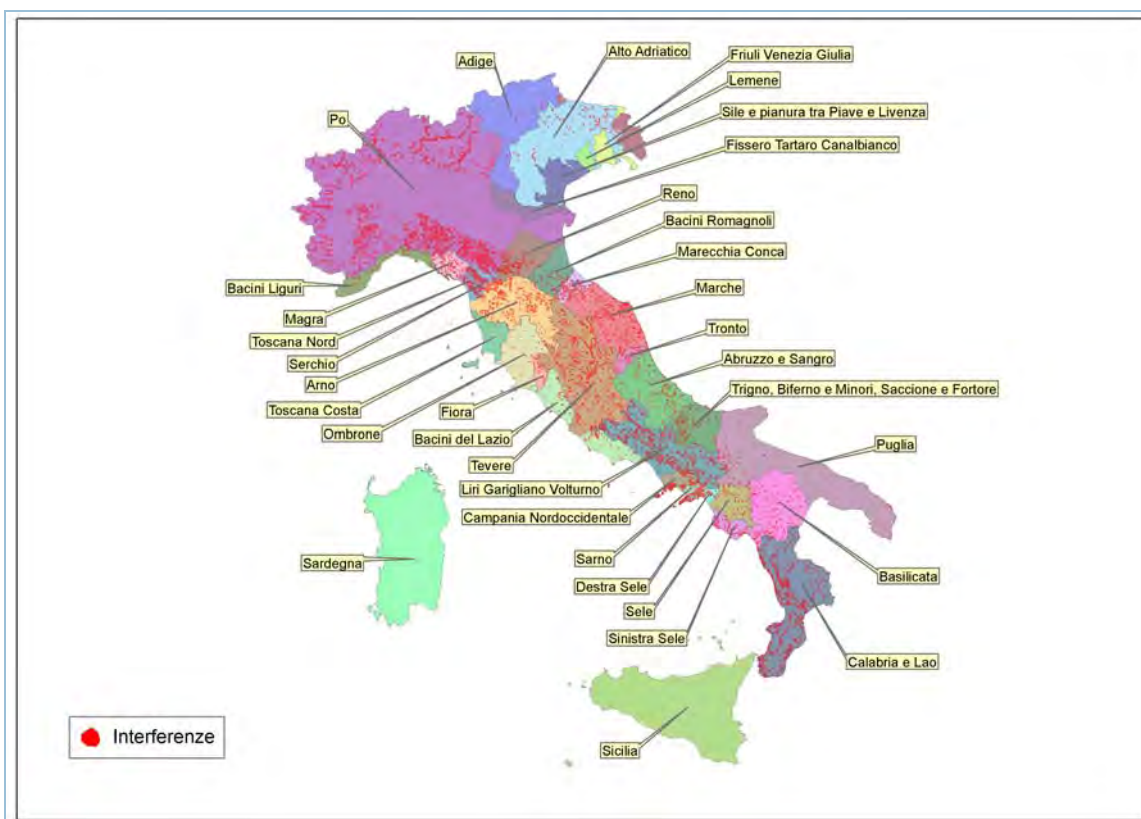 Alto Adriatico
Friuli Venezia Giulia
Adige
Lemene
Sile e pianura tra Piave e Livenza
Po
Fissero Tartaro Canalbianco
Reno
Bacini Romagnoli
Marecchia Conca
Bacini Liguri
Marche
Magra
Tronto
Toscana Nord
Abruzzo e Sangro
Serchio
Arno
Trigno, Biferno e Minori, Saccione e Fortore
Toscana Costa
Fiora
Ombrone
Bacini del Lazio
Puglia
Tevere
Liri Garigliano Volturno
Campania Nordoccidentale
Sarno
Sardegna
Basilicata
Destra Sele
Sele
Sinistra Sele
Calabria e Lao
Interferenze
Sicilia